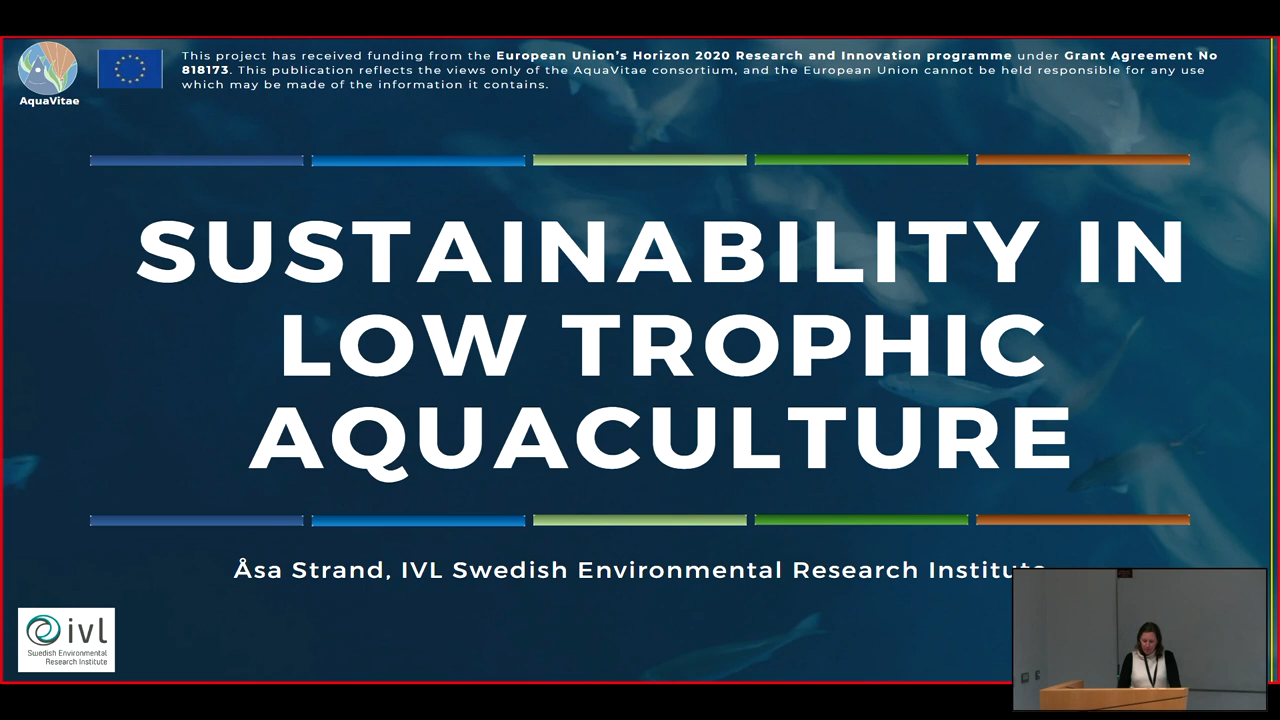 This project has received funding from the European Union's Horizon 2020 Research and Innovation programme under Grant Agreement No
818173. This publication reflects the views only of the AquaVitae consortium, and the European Union cannot be held responsible for any use
which may be made of the information it contains.
AquaVitae
SUSTAINABILITY IN
LOW TROPHIC
AQUACULTURE
Åsa Strand, IVL Swedish Environmental Research Institute
ivl
Swedish Environmental
Research Institute